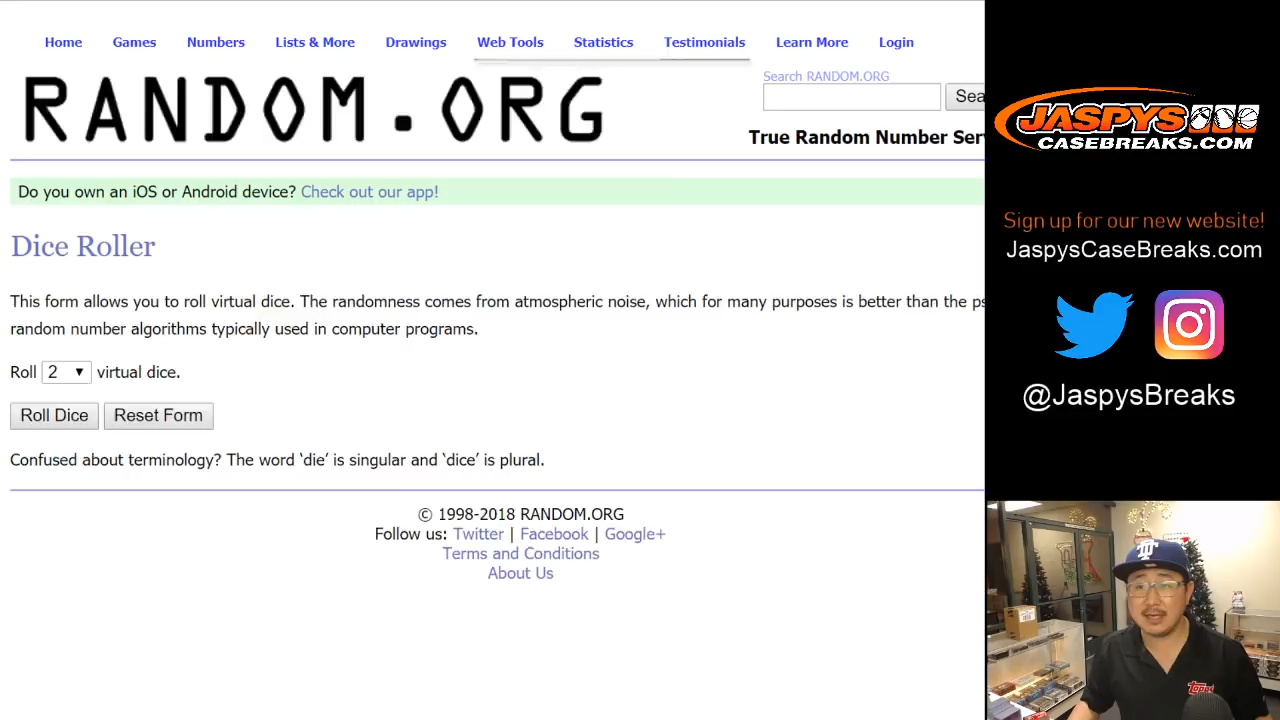 Home Games Numbers Lists & More Drawings Web Tools Statistics Testimonials Learn More Login
RANDOM.ORG
Search RANDOM.ORG
Sea
True Random Number Ser
Do you own an iOS or Android device? Check out our app!
Dice Roller
This form allows you to roll virtual dice. The randomness comes from atmospheric noise, which for many purposes is better than the ps
random number algorithms typically used in computer programs.
Roll 2 virtual dice.
Roll Dice Reset Form
Confused about terminology? The word ‘die’ is singular and ‘dice’ is plural.
© 1998-2018 RANDOM.ORG
Follow us: Twitter | Facebook | Google+
Terms and Conditions
About Us
JASPYS
CASEBREAKS.COM
Sign up for our new website!
JaspysCaseBreaks.com
@JaspysBreaks
Topps